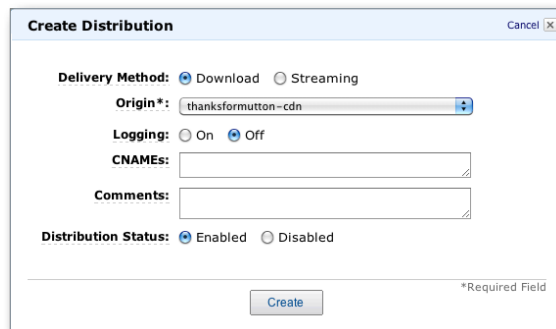 Create Distribution
Cancel
Delivery Method: Download Streaming
Origin*: thanksformutton-cdn
Logging: On Off
CNAMEs:
Comments:
Distribution Status: Enabled Disabled
*Required Field
Create